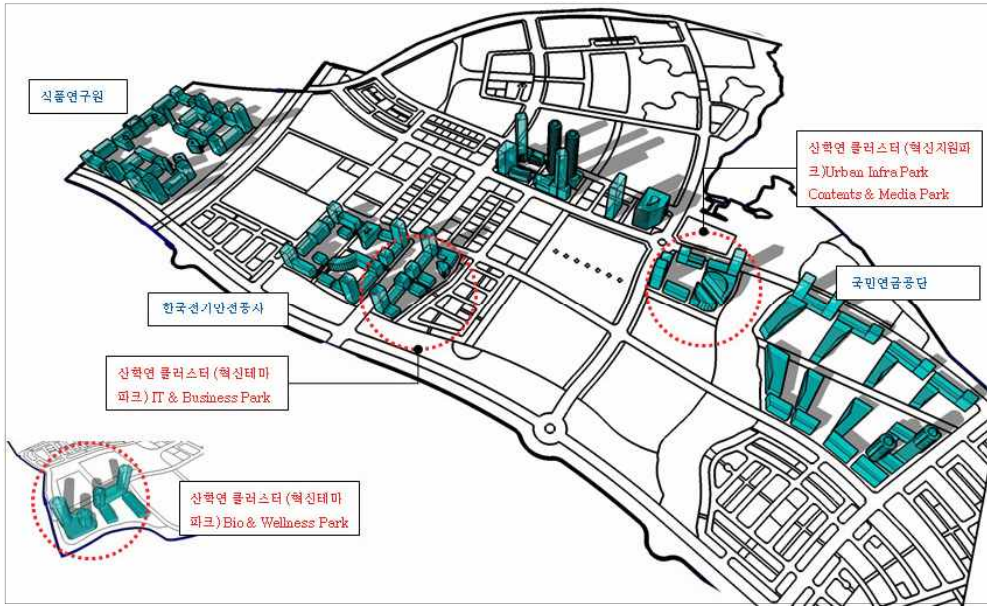 식품연구원
산학연 클러스터 (혁신지원파
크)Urban Infra Park
Contents & Media Park
국민연금공단
한국전기안전공사
산학연 클러스터 (혁신테마
파크) IT & Business Park
산학연 클러스터 (혁신테마
파크) Bio & Wellness Park